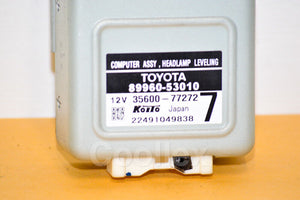 COMPUTER ASSY, HEADLAMP LEVELING
TOYOTA
89960-53010
12V 35600-77272 7
KOITO Japan
22491049838